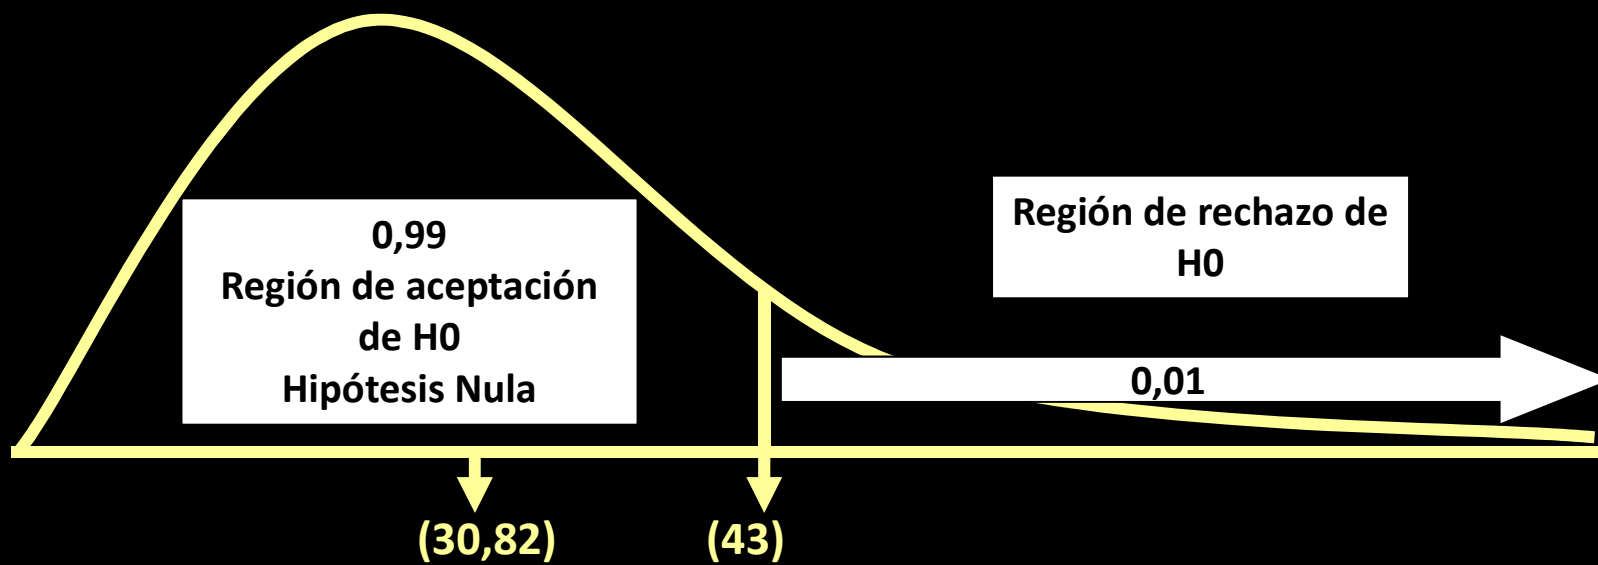 0,99
Región de aceptación
de H0
Hipótesis Nula
Región de rechazo de
H0
0,01
(30,82)
(43)